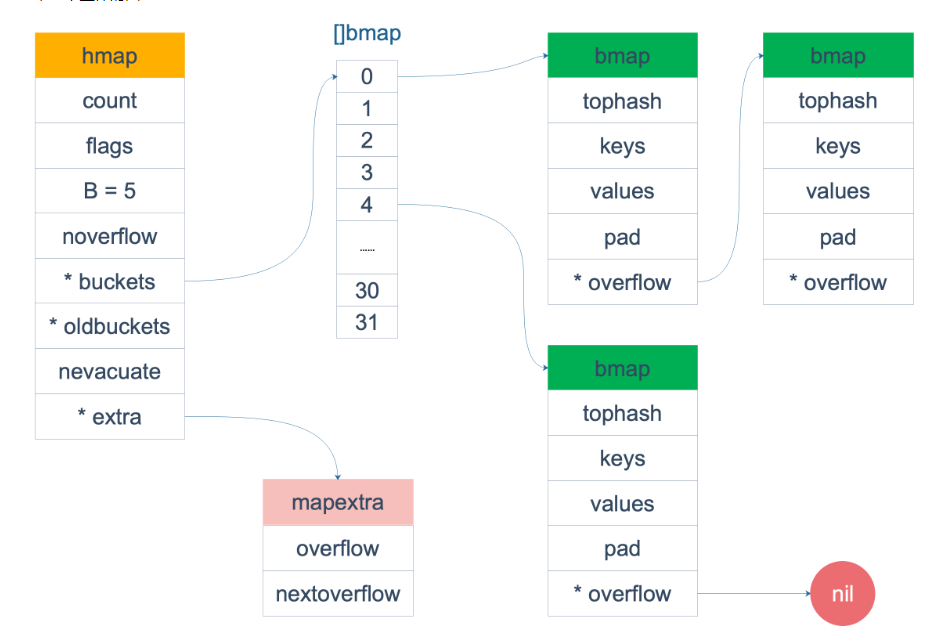 hmap
count
flags
B = 5
noverflow
* buckets
* oldbuckets
nevacuate
* extra
[]bmap
0
1
2
3
4
......
30
31
bmap
tophash
keys
values
pad
* overflow
bmap
tophash
keys
values
pad
* overflow
mapextra
overflow
nextoverflow
bmap
tophash
keys
values
pad
* overflow
nil